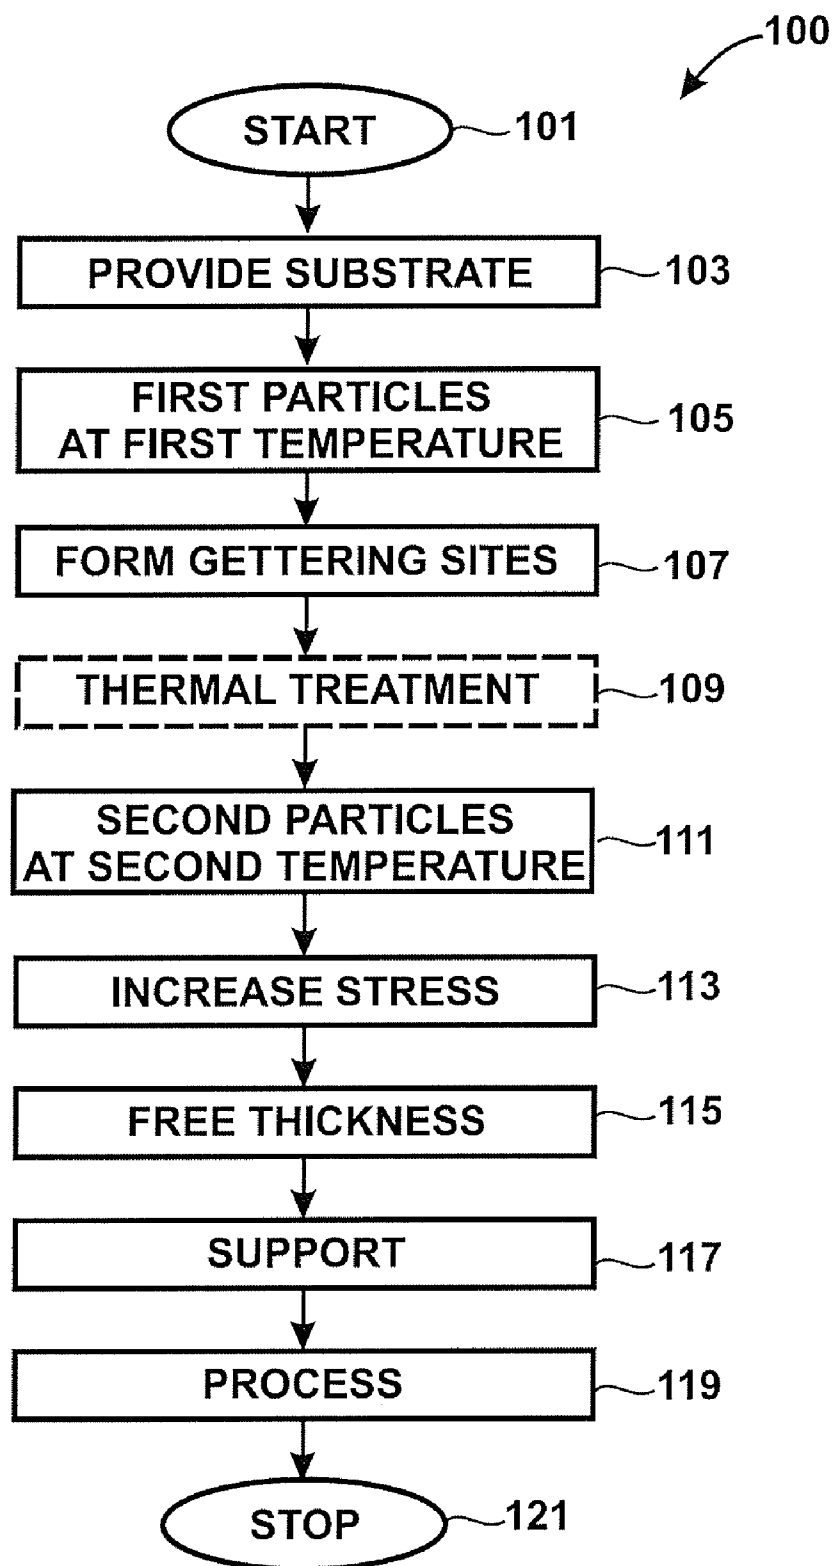 100
START
101
PROVIDE SUBSTRATE
103
FIRST PARTICLES
AT FIRST TEMPERATURE
105
FORM GETTERING SITES
107
THERMAL TREATMENT
109
SECOND PARTICLES
AT SECOND TEMPERATURE
111
INCREASE STRESS
113
FREE THICKNESS
115
SUPPORT
117
PROCESS
119
STOP
121